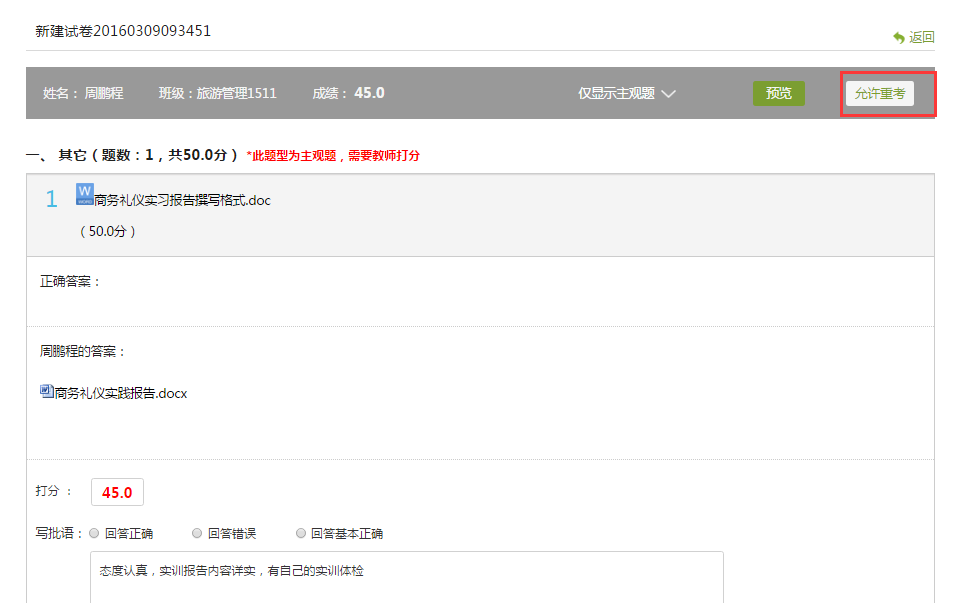 新建试卷20160309093451
返回
姓名： 周鹏程 班级：旅游管理1511 成绩： 45.0 仅显示主观题 预览 允许重考
一、 其它（ 题数：1，共50.0分 ） *此题型为主观题，需要教师打分
1 商务礼仪实习报告撰写格式.doc
（ 50.0分 ）
正确答案：
周鹏程的答案：
商务礼仪实践报告.docx
打分 ： 45.0
写批语： 回答正确 回答错误 回答基本正确
态度认真，实训报告内容详实，有自己的实训体检